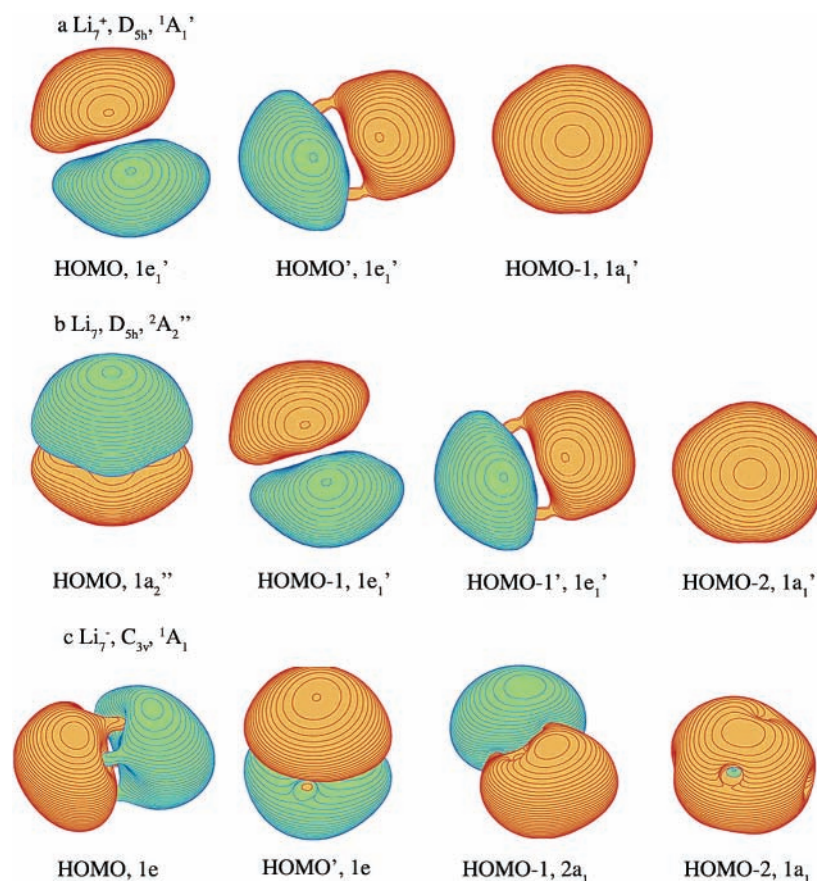 a Li₇⁺, D₅ₕ, ¹A₁’
HOMO, 1e₁’ HOMO’, 1e₁’ HOMO-1, 1a₁’
b Li₇, D₅ₕ, ²A₂’’
HOMO, 1a₂’’ HOMO-1, 1e₁’ HOMO-1’, 1e₁’ HOMO-2, 1a₁’
c Li₇⁻, C₃ᵥ, ¹A₁
HOMO, 1e HOMO’, 1e HOMO-1, 2a₁ HOMO-2, 1a₁